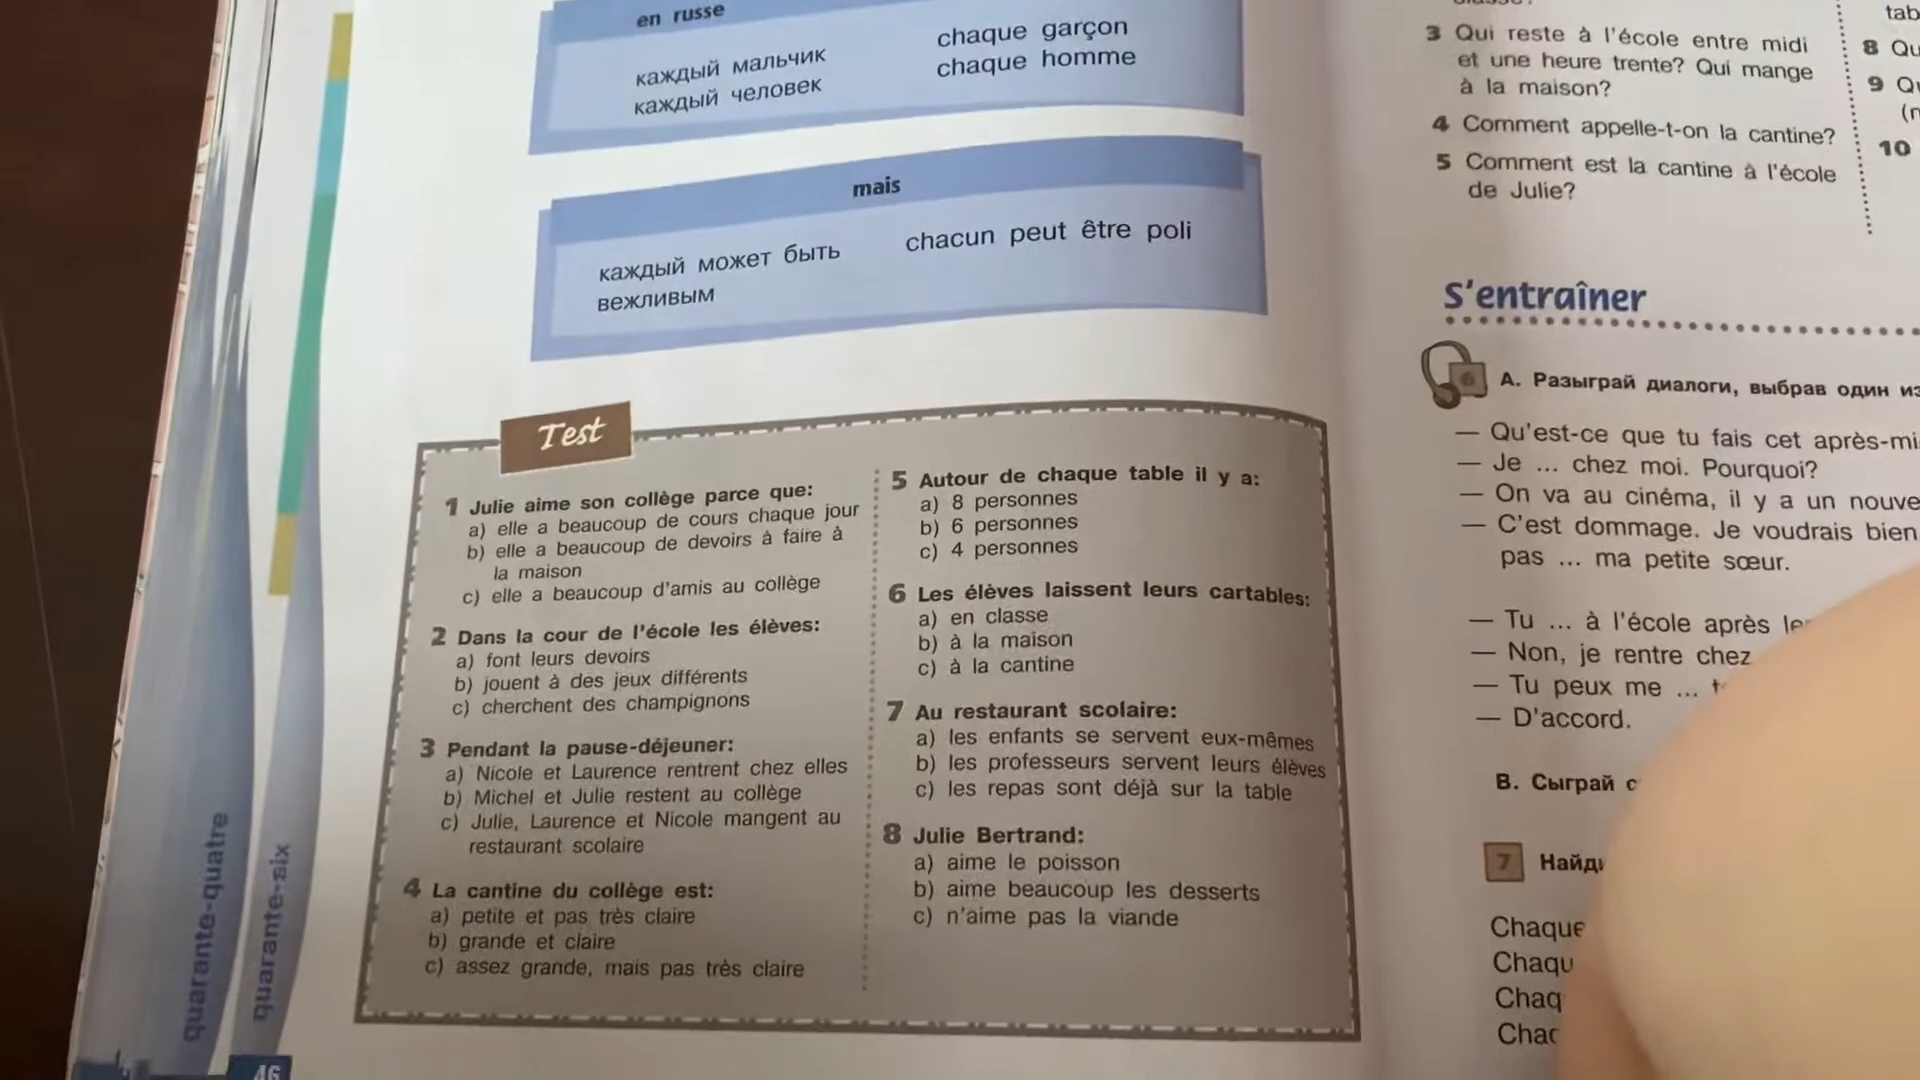 en russe
каждый мальчик
каждый человек
chaque garçon
chaque homme
mais
каждый может быть
вежливым
chacun peut être poli
Test
1 Julie aime son collège parce que:
a) elle a beaucoup de cours chaque jour
b) elle a beaucoup de devoirs à faire à
la maison
c) elle a beaucoup d'amis au collège
2 Dans la cour de l'école les élèves:
a) font leurs devoirs
b) jouent à des jeux différents
c) cherchent des champignons
3 Pendant la pause-déjeuner:
a) Nicole et Laurence rentrent chez elles
b) Michel et Julie restent au collège
c) Julie, Laurence et Nicole mangent au
restaurant scolaire
4 La cantine du collège est:
a) petite et pas très claire
b) grande et claire
c) assez grande, mais pas très claire
5 Autour de chaque table il y a:
a) 8 personnes
b) 6 personnes
c) 4 personnes
6 Les élèves laissent leurs cartables:
a) en classe
b) à la maison
c) à la cantine
7 Au restaurant scolaire:
a) les enfants se servent eux-mêmes
b) les professeurs servent leurs élèves
c) les repas sont déjà sur la table
8 Julie Bertrand:
a) aime le poisson
b) aime beaucoup les desserts
c) n'aime pas la viande
quarante-quatre
quarante-six
46
3 Qui reste à l'école entre midi
et une heure trente? Qui mange
à la maison?
4 Comment appelle-t-on la cantine?
5 Comment est la cantine à l'école
de Julie?
tab
8 Qu
9
10
S'entraîner
6 А. Разыграй диалоги, выбрав один из
— Qu'est-ce que tu fais cet après-mi
— Je ... chez moi. Pourquoi?
— On va au cinéma, il y a un nouve
— C'est dommage. Je voudrais bien
pas ... ma petite sœur.
— Tu ... à l'école après
— Non, je rentre chez
— Tu peux me ...
— D'accord.
В. Сыграй
7 Найди
Chaque
Chaqu
Chaq
Chac